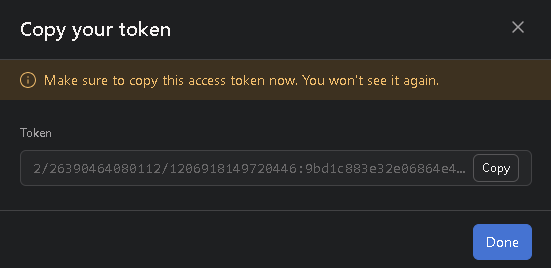 Copy your token
Make sure to copy this access token now. You won't see it again.
Token
2/26390464080112/1206918149720446:9bd1c883e32e06864e4...
Copy
Done